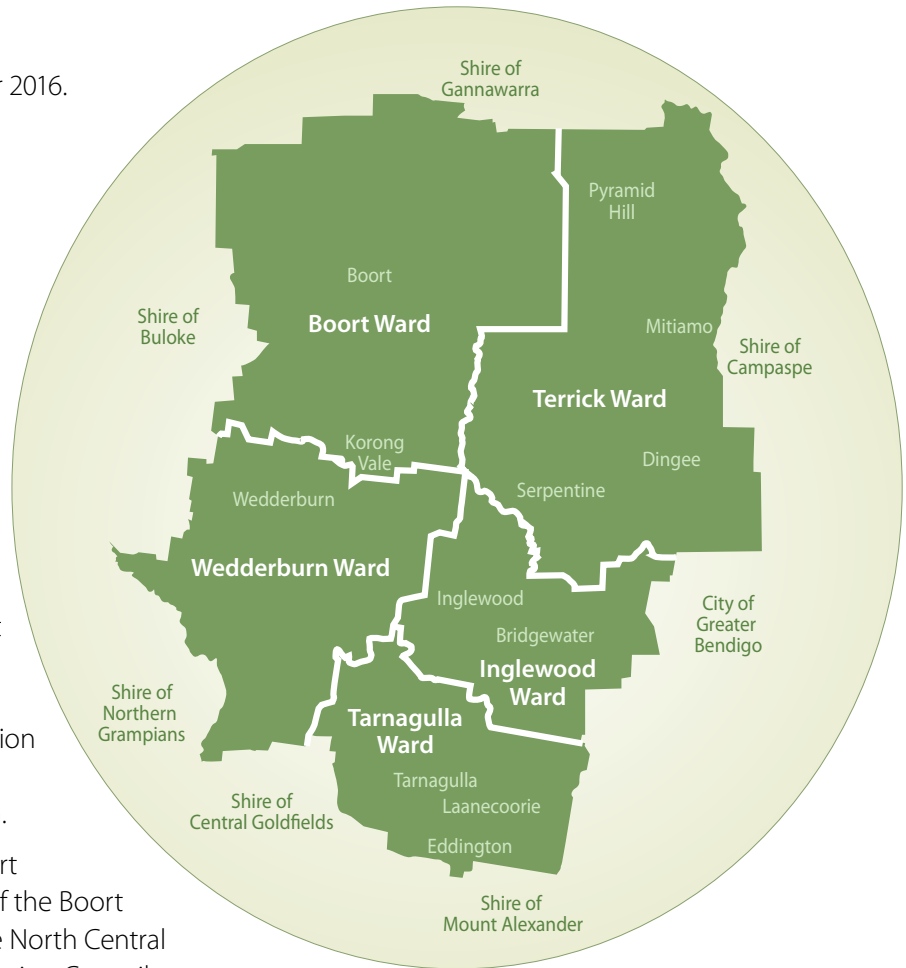 2016.
Shire of
Gannawarra
Pyramid
Hill
Boort
Boort Ward
Shire of
Buloke
Mitiamo
Shire of
Campaspe
Terrick Ward
Korong
Vale
Dingee
Serpentine
Wedderburn
Wedderburn Ward
Inglewood
Bridgewater
Inglewood
Ward
City of
Greater
Bendigo
Shire of
Northern
Grampians
Tarnagulla
Ward
Tarnagulla
Laanecoorie
Eddington
Shire of
Central Goldfields
Shire of
Mount Alexander
the Boort
North Central